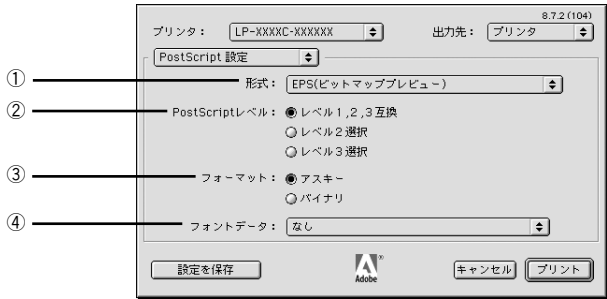 8.7.2 (104)
プリンタ： LP-XXXXC-XXXXXX 出力先： プリンタ
PostScript 設定
① 形式： EPS(ビットマッププレビュー)
② PostScriptレベル： レベル1,2,3互換
レベル2選択
レベル3選択
③ フォーマット： アスキー
バイナリ
④ フォントデータ： なし
設定を保存 Adobe® キャンセル プリント